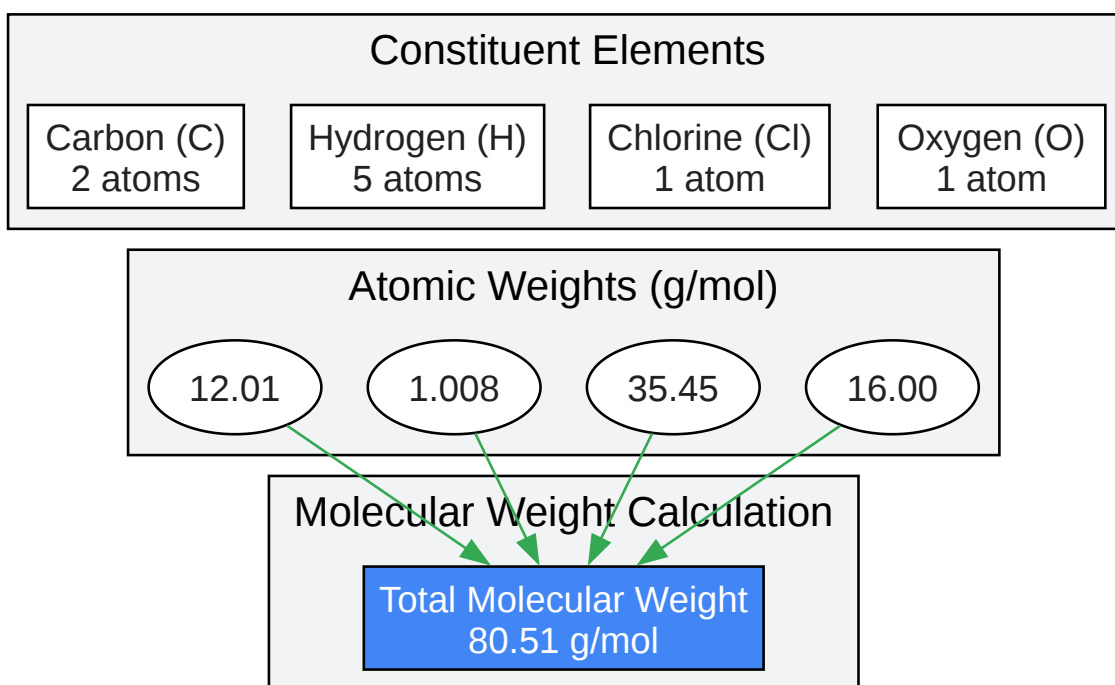 Constituent Elements
Carbon (C)
2 atoms
Hydrogen (H)
5 atoms
Chlorine (Cl)
1 atom
Oxygen (O)
1 atom
Atomic Weights (g/mol)
12.01
1.008
35.45
16.00
Molecular Weight Calculation
Total Molecular Weight
80.51 g/mol